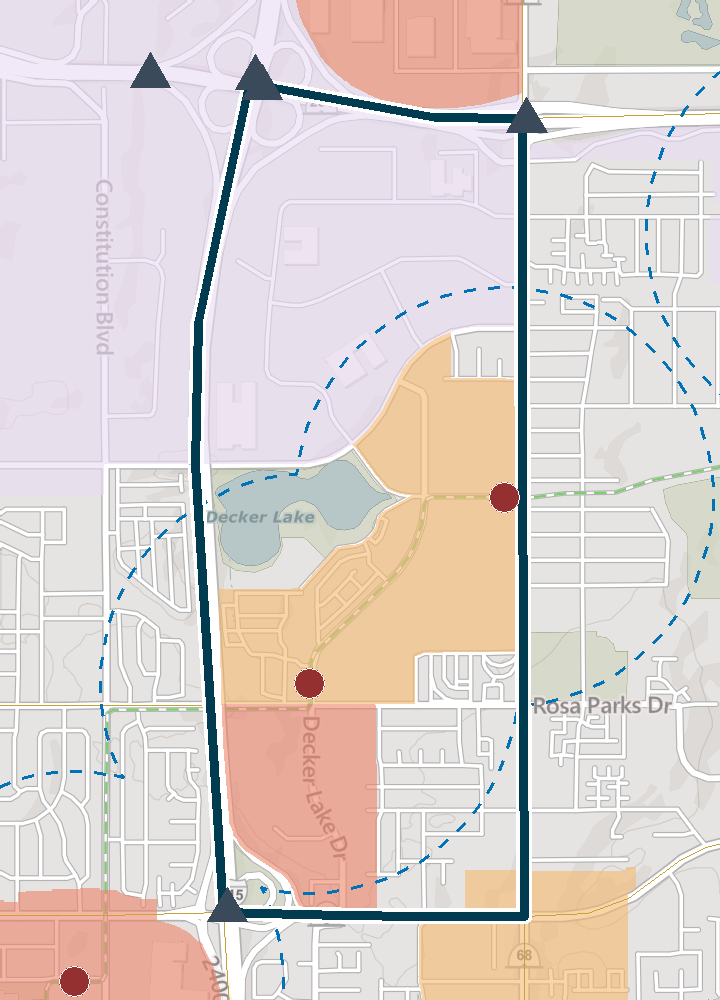 Constitution Blvd
Decker Lake
Rosa Parks Dr
Decker Lake Dr
15
68
2400